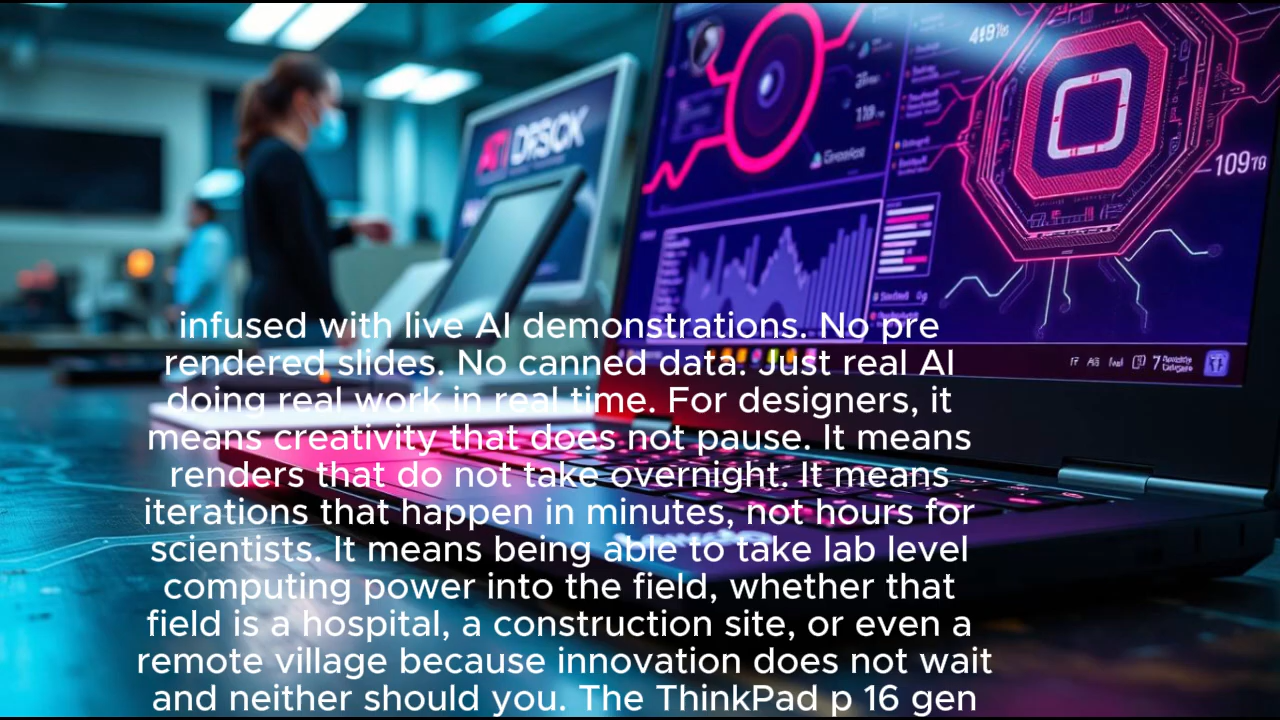 DRSCK
109
infused with live AI demonstrations. No pre
rendered slides. No canned data. Just real AI
doing real work in real time. For designers, it
means creativity that does not pause. It means
renders that do not take overnight. It means
iterations that happen in minutes, not hours for
scientists. It means being able to take lab level
computing power into the field, whether that
field is a hospital, a construction site, or even a
remote village because innovation does not wait
and neither should you. The ThinkPad p 16 gen